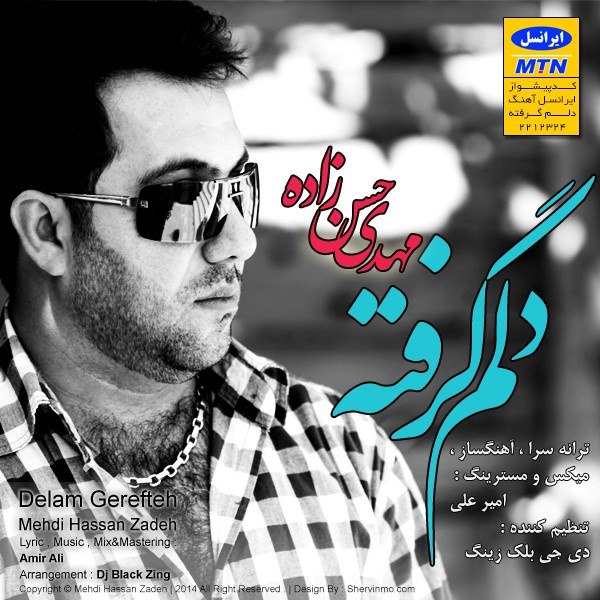 ایرانسل
MTN
کد پیشواز
ایرانسل آهنگ
دلم گرفته
۲۲۱۲۳۲۴
مهدی حسن زاده
دلم گرفته
ترانه سرا ، آهنگساز ،
میکس و مسترینگ :
امیر علی
تنظیم کننده :
دی جی بلک زینگ
Delam Gerefteh
Mehdi Hassan Zadeh
Lyric , Music , Mix&Mastering :
Amir Ali
Arrangement : Dj Black Zing
Copyright © Mehdi Hassan Zadeh | 2014 All Right Reserved . | Design By : Shervinmo.com